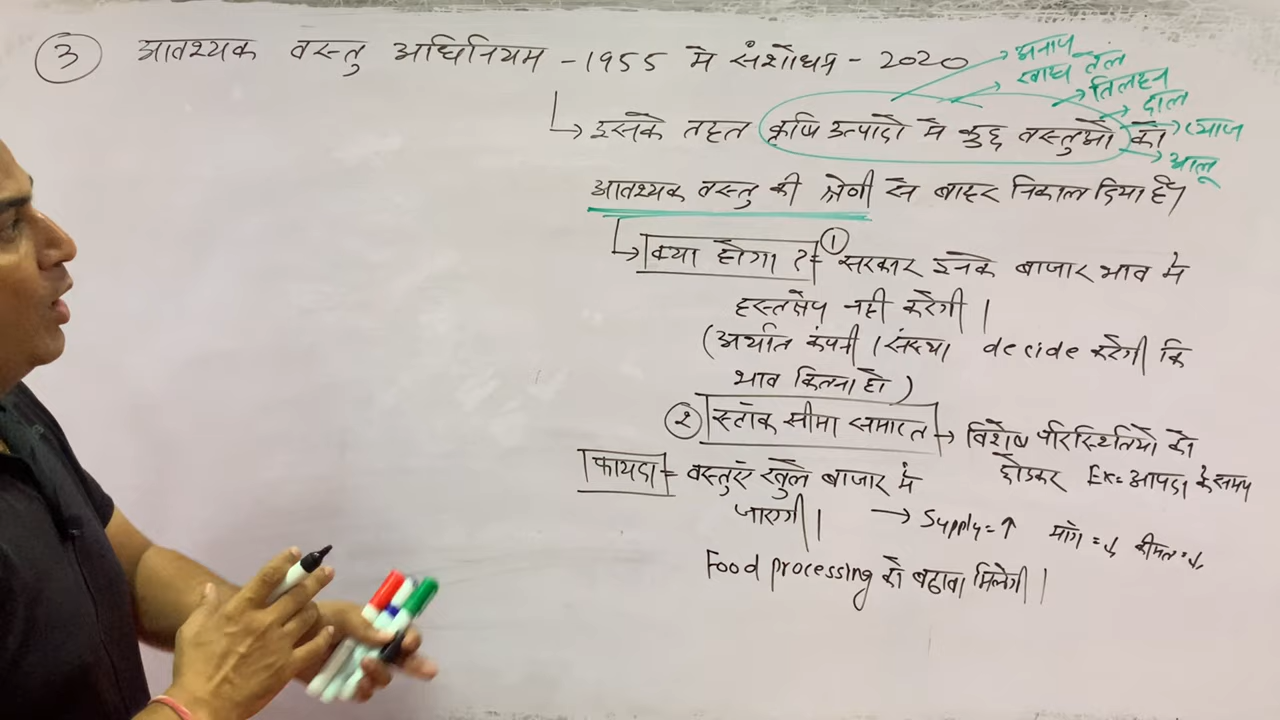 ③ आवश्यक वस्तु अधिनियम - 1955 मे संशोधन - 2020
अनाज
खाद्य तेल
तिलहन
दाल
प्याज
आलू
इसके तहत कृषि उत्पादो मे कुछ वस्तुओ को
आवश्यक वस्तु की श्रेणी से बाहर निकाल दिया है।
क्या होगा ? = ① सरकार इनके बाजार भाव मे
हस्तक्षेप नही करेगी ।
(अर्थात कंपनी / संस्था decide करेगी कि
भाव कितना हो )
② स्टॉक सीमा समाप्त → विशेष परिस्थितियो को
छोडकर Ex= आपदा के समय
फायदा = वस्तुएं खुले बाजार मे
जाएगी । → Supply = ↑ मांग = ↓ कीमत = ↓
Food processing को बढावा मिलेगी ।